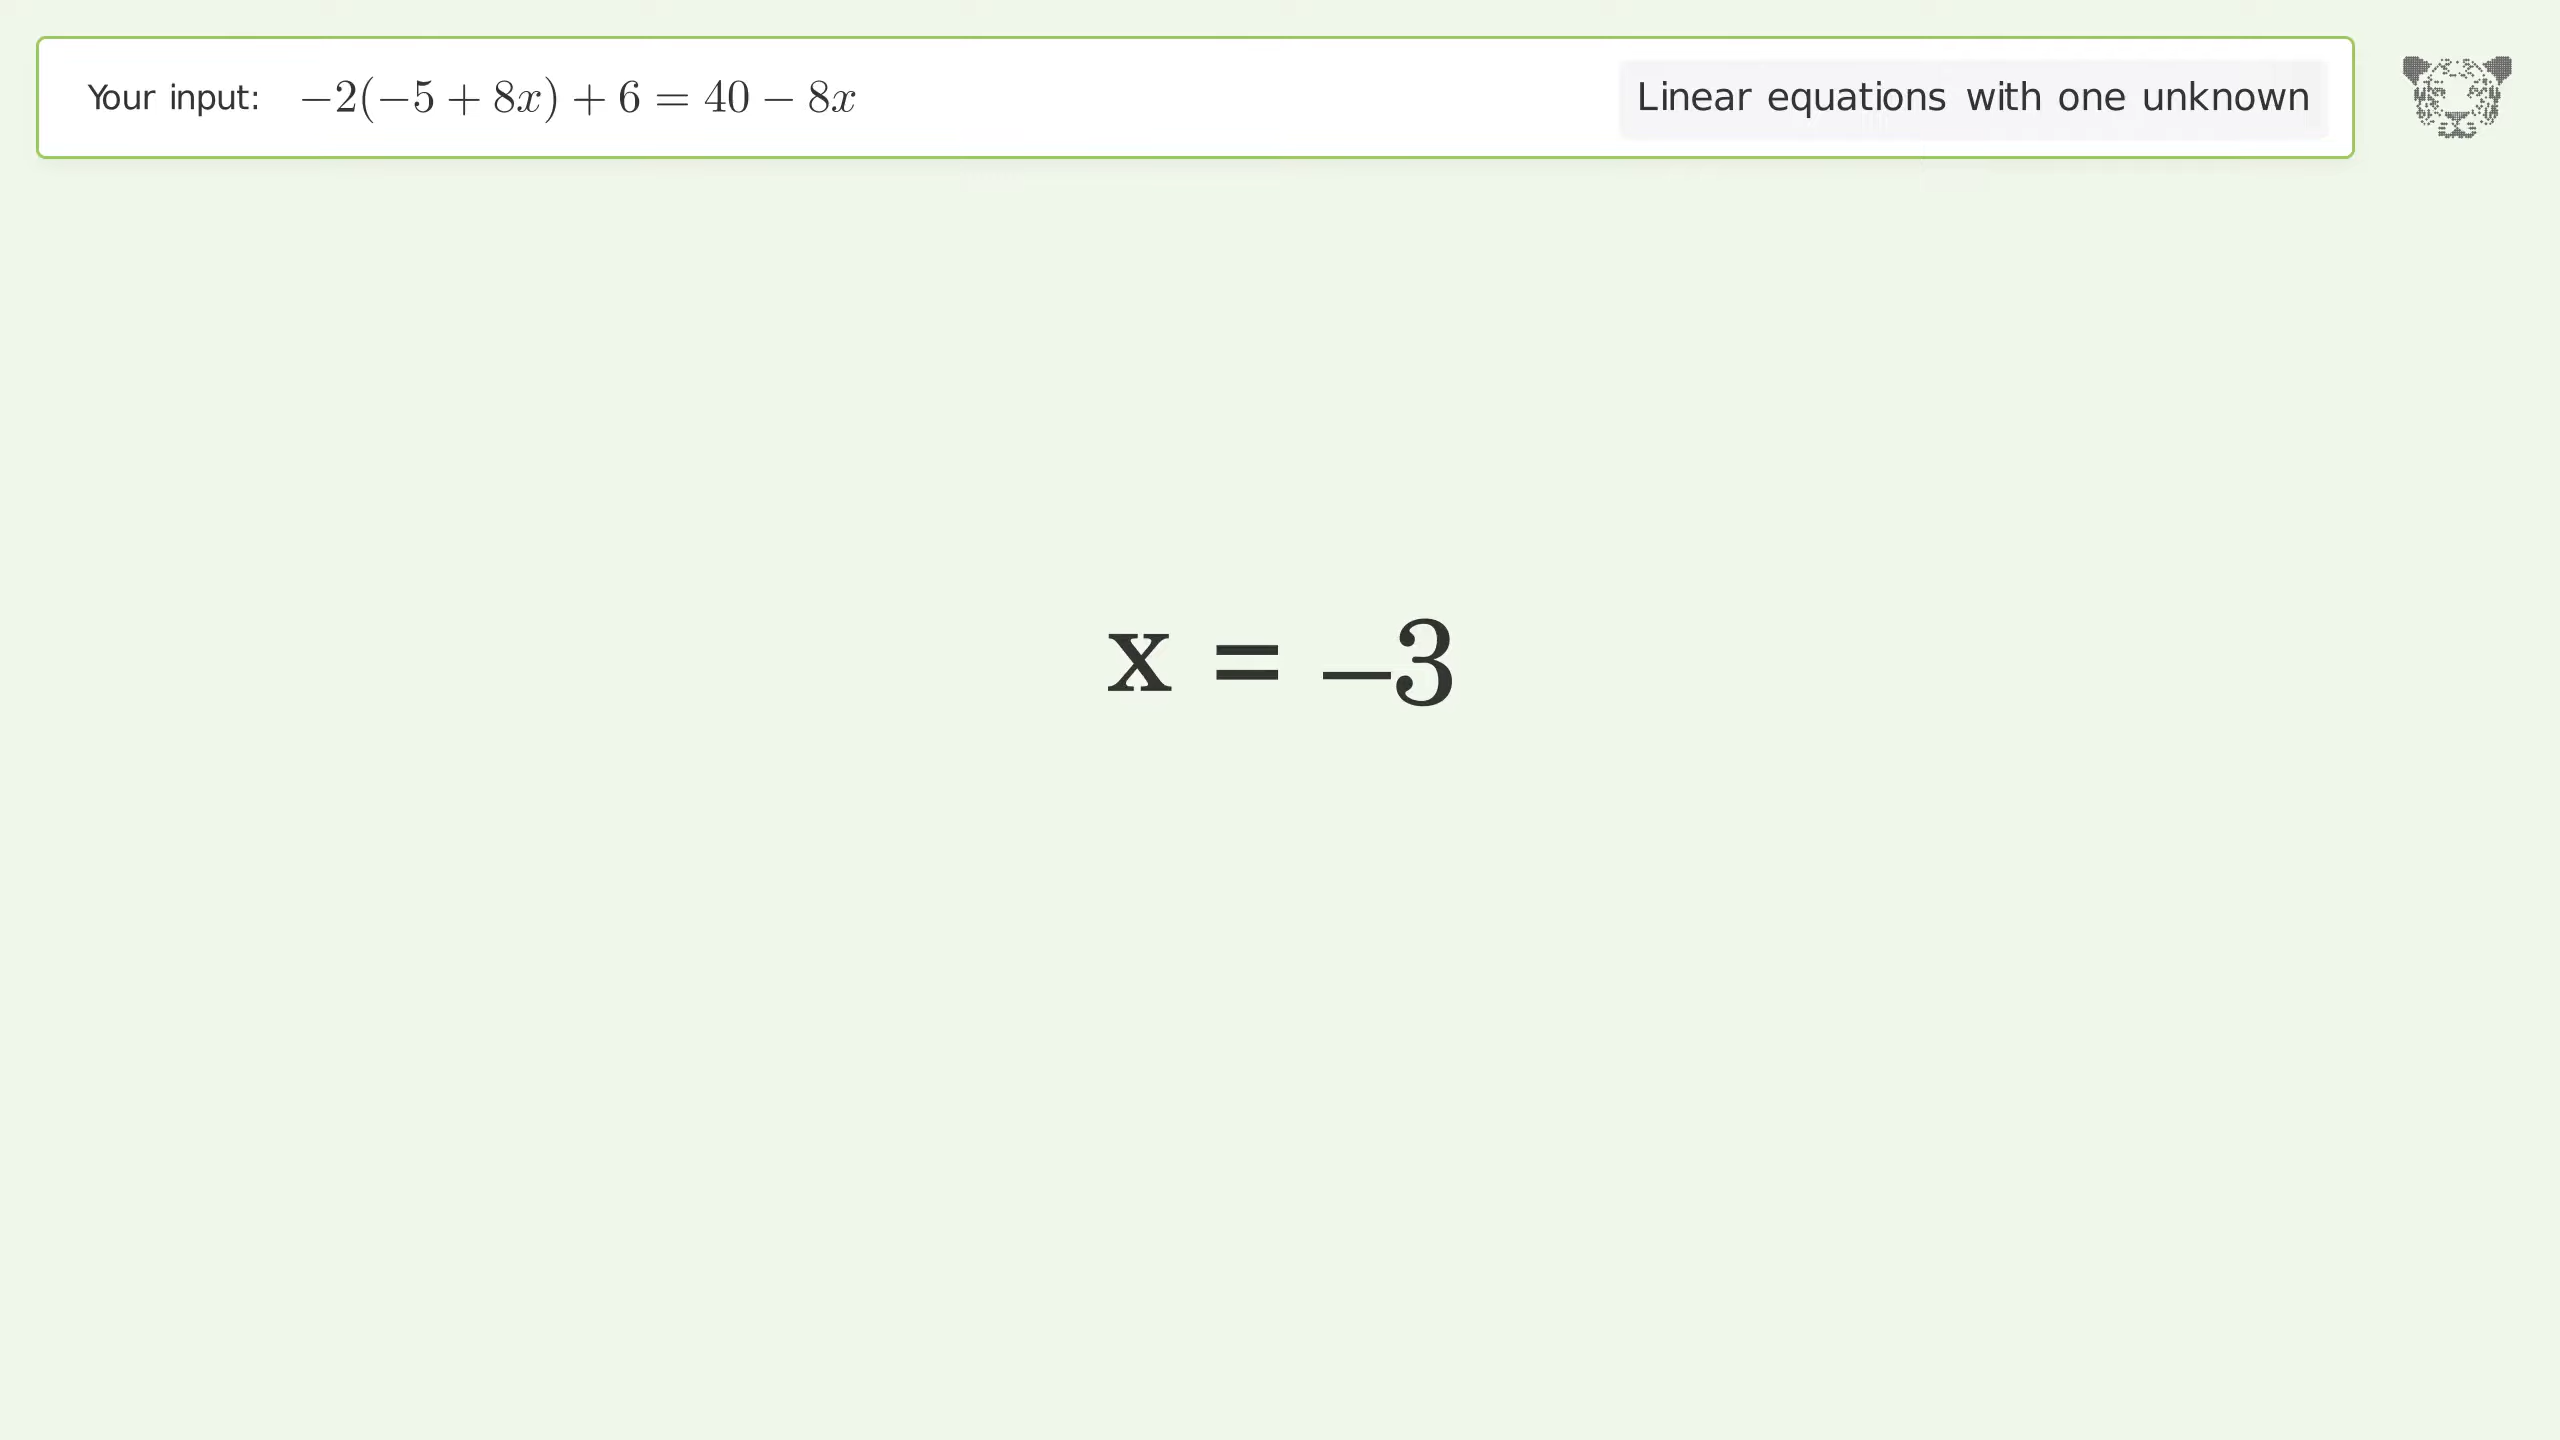 Your input: −2(−5 + 8x) + 6 = 40 − 8x
Linear equations with one unknown
x = −3